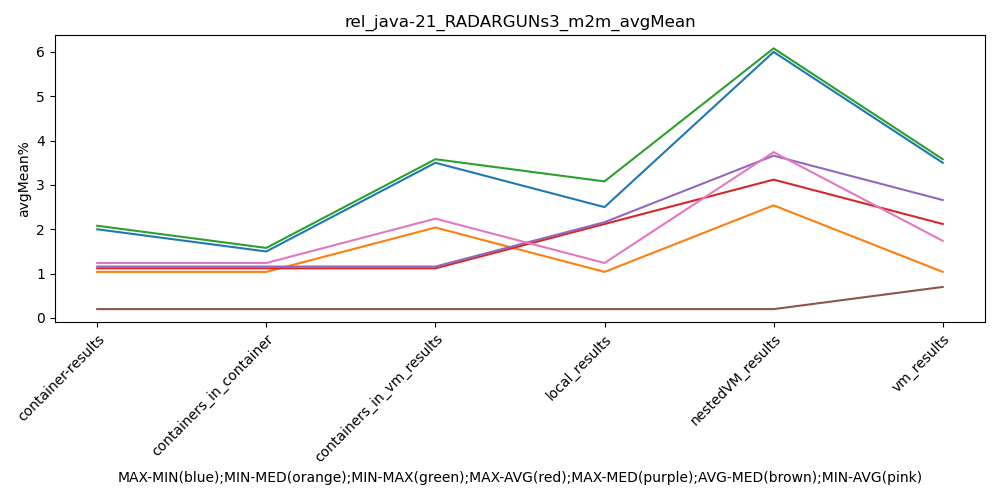 rel_java-21_RADARGUNs3_m2m_avgMean
avgMean%
6
5
4
3
2
1
0
container-results
containers_in_container
containers_in_vm_results
local_results
nestedVM_results
vm_results
MAX-MIN(blue);MIN-MED(orange);MIN-MAX(green);MAX-AVG(red);MAX-MED(purple);AVG-MED(brown);MIN-AVG(pink)